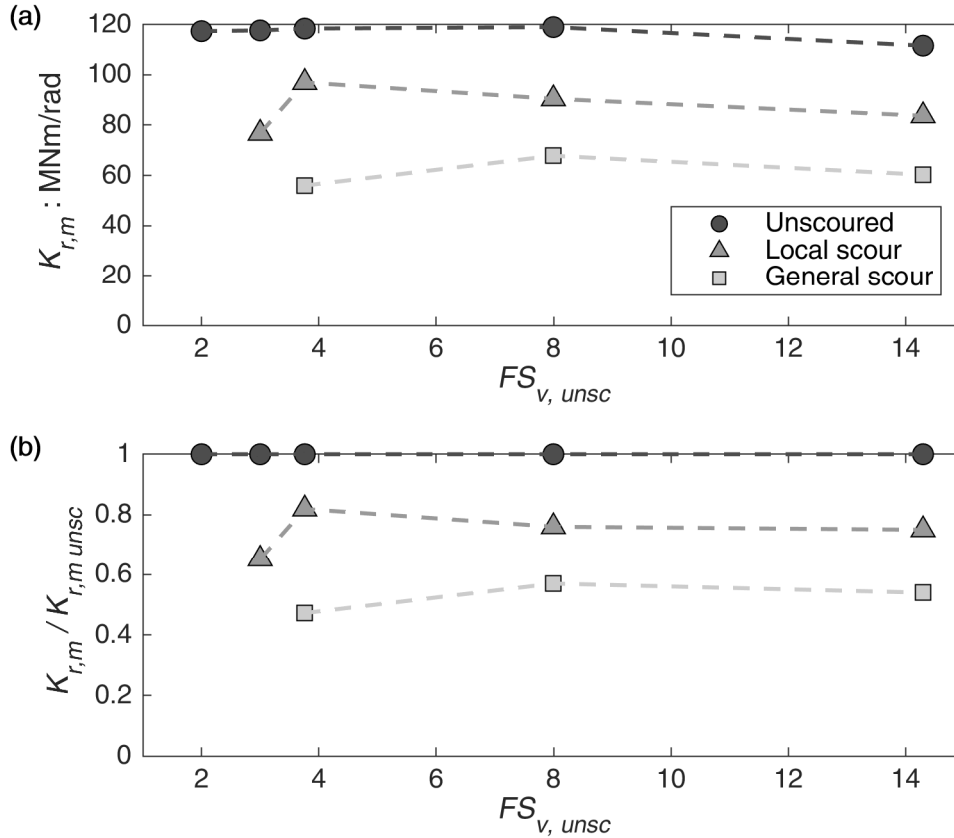 (a)
120
100
80
60
40
20
0
K r,m : MNm/rad
Unscoured
Local scour
General scour
2 4 6 8 10 12 14
FS v, unsc
(b)
1
0.8
0.6
0.4
0.2
0
K r,m / K r,m unsc
2 4 6 8 10 12 14
FS v, unsc